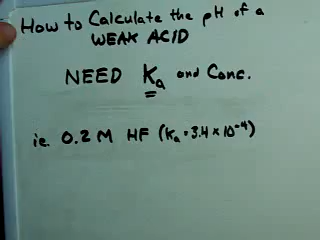 How to Calculate the pH of a
WEAK ACID
NEED Ka and Conc.
ie. 0.2 M HF (Ka = 3.4 x 10⁻⁴)